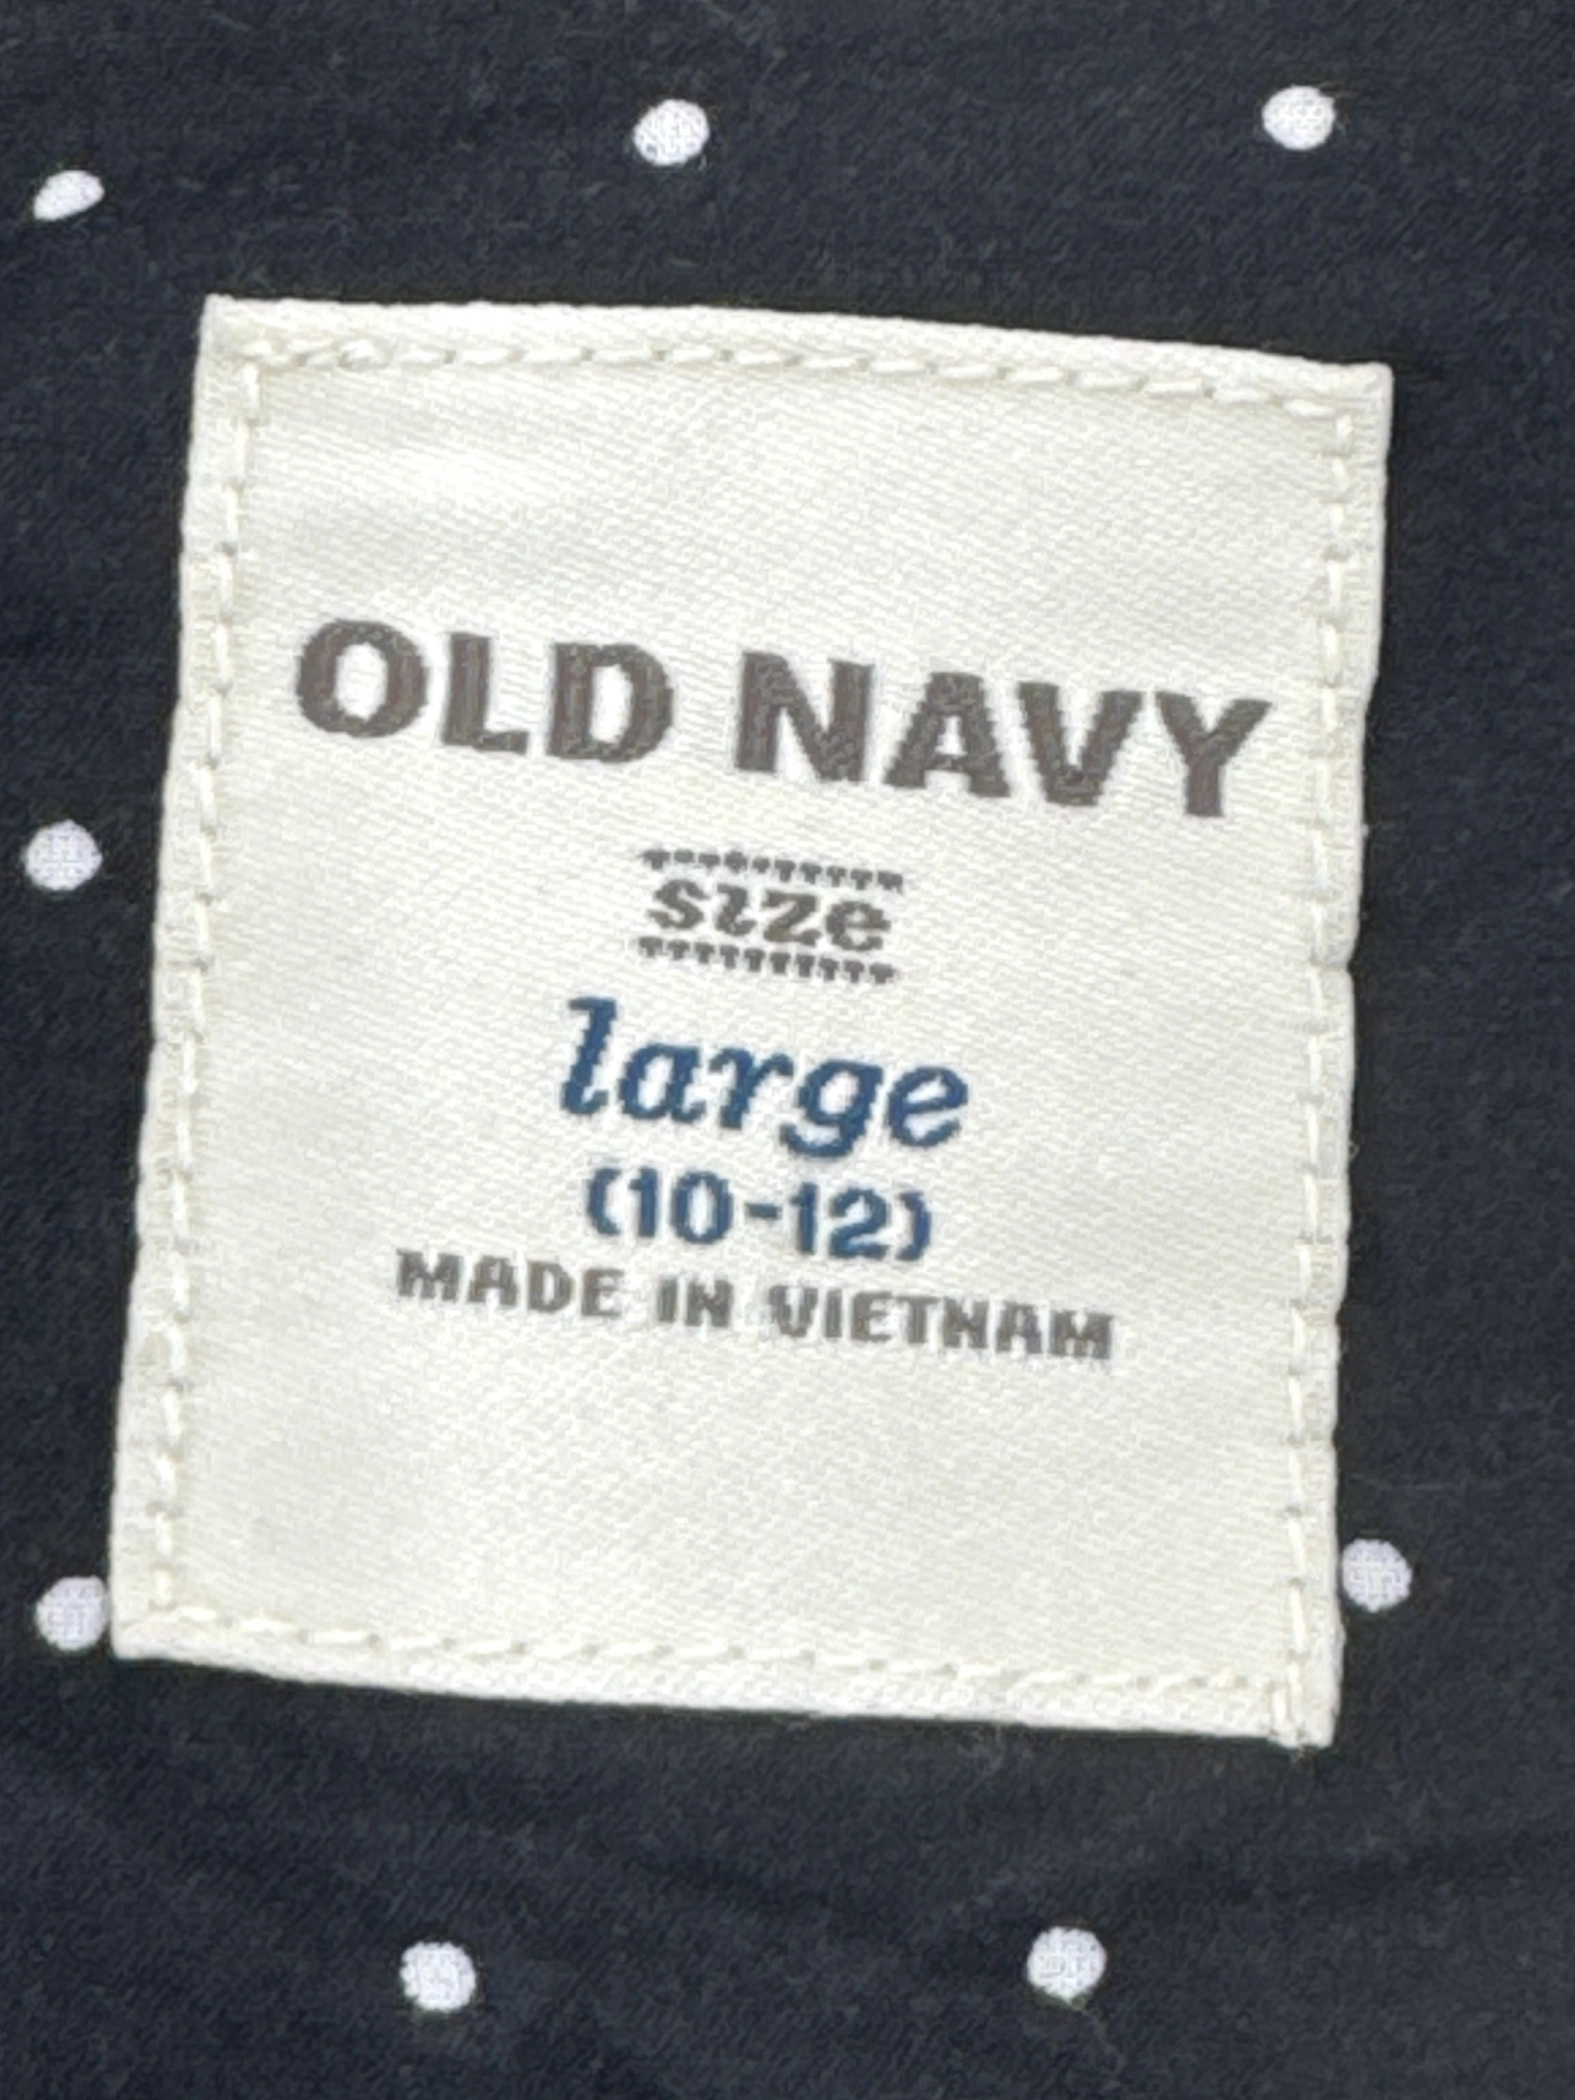 OLD NAVY
size
large
(10-12)
MADE IN VIETNAM